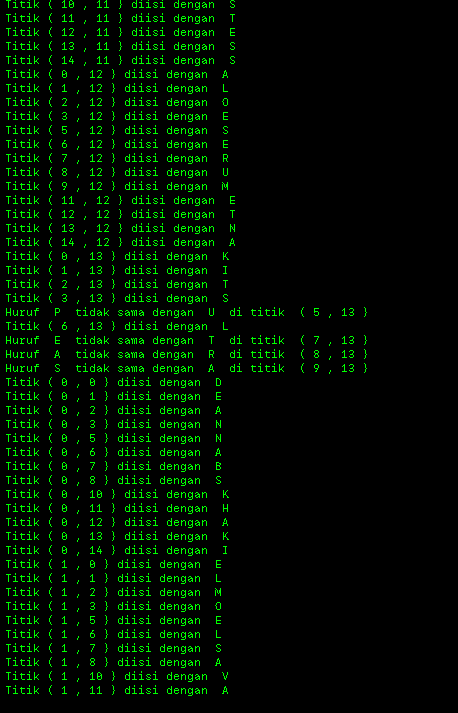 Titik ( 10 , 11 ) diisi dengan S
Titik ( 11 , 11 ) diisi dengan T
Titik ( 12 , 11 ) diisi dengan E
Titik ( 13 , 11 ) diisi dengan S
Titik ( 14 , 11 ) diisi dengan S
Titik ( 0 , 12 ) diisi dengan A
Titik ( 1 , 12 ) diisi dengan L
Titik ( 2 , 12 ) diisi dengan O
Titik ( 3 , 12 ) diisi dengan E
Titik ( 5 , 12 ) diisi dengan S
Titik ( 6 , 12 ) diisi dengan E
Titik ( 7 , 12 ) diisi dengan R
Titik ( 8 , 12 ) diisi dengan U
Titik ( 9 , 12 ) diisi dengan M
Titik ( 11 , 12 ) diisi dengan E
Titik ( 12 , 12 ) diisi dengan T
Titik ( 13 , 12 ) diisi dengan N
Titik ( 14 , 12 ) diisi dengan A
Titik ( 0 , 13 ) diisi dengan K
Titik ( 1 , 13 ) diisi dengan I
Titik ( 2 , 13 ) diisi dengan T
Titik ( 3 , 13 ) diisi dengan S
Huruf P tidak sama dengan U di titik ( 5 , 13 )
Titik ( 6 , 13 ) diisi dengan L
Huruf E tidak sama dengan T di titik ( 7 , 13 )
Huruf A tidak sama dengan R di titik ( 8 , 13 )
Huruf S tidak sama dengan A di titik ( 9 , 13 )
Titik ( 0 , 0 ) diisi dengan D
Titik ( 0 , 1 ) diisi dengan E
Titik ( 0 , 2 ) diisi dengan A
Titik ( 0 , 3 ) diisi dengan N
Titik ( 0 , 5 ) diisi dengan N
Titik ( 0 , 6 ) diisi dengan A
Titik ( 0 , 7 ) diisi dengan B
Titik ( 0 , 8 ) diisi dengan S
Titik ( 0 , 10 ) diisi dengan K
Titik ( 0 , 11 ) diisi dengan H
Titik ( 0 , 12 ) diisi dengan A
Titik ( 0 , 13 ) diisi dengan K
Titik ( 0 , 14 ) diisi dengan I
Titik ( 1 , 0 ) diisi dengan E
Titik ( 1 , 1 ) diisi dengan L
Titik ( 1 , 2 ) diisi dengan M
Titik ( 1 , 3 ) diisi dengan O
Titik ( 1 , 5 ) diisi dengan E
Titik ( 1 , 6 ) diisi dengan L
Titik ( 1 , 7 ) diisi dengan S
Titik ( 1 , 8 ) diisi dengan A
Titik ( 1 , 10 ) diisi dengan V
Titik ( 1 , 11 ) diisi dengan A